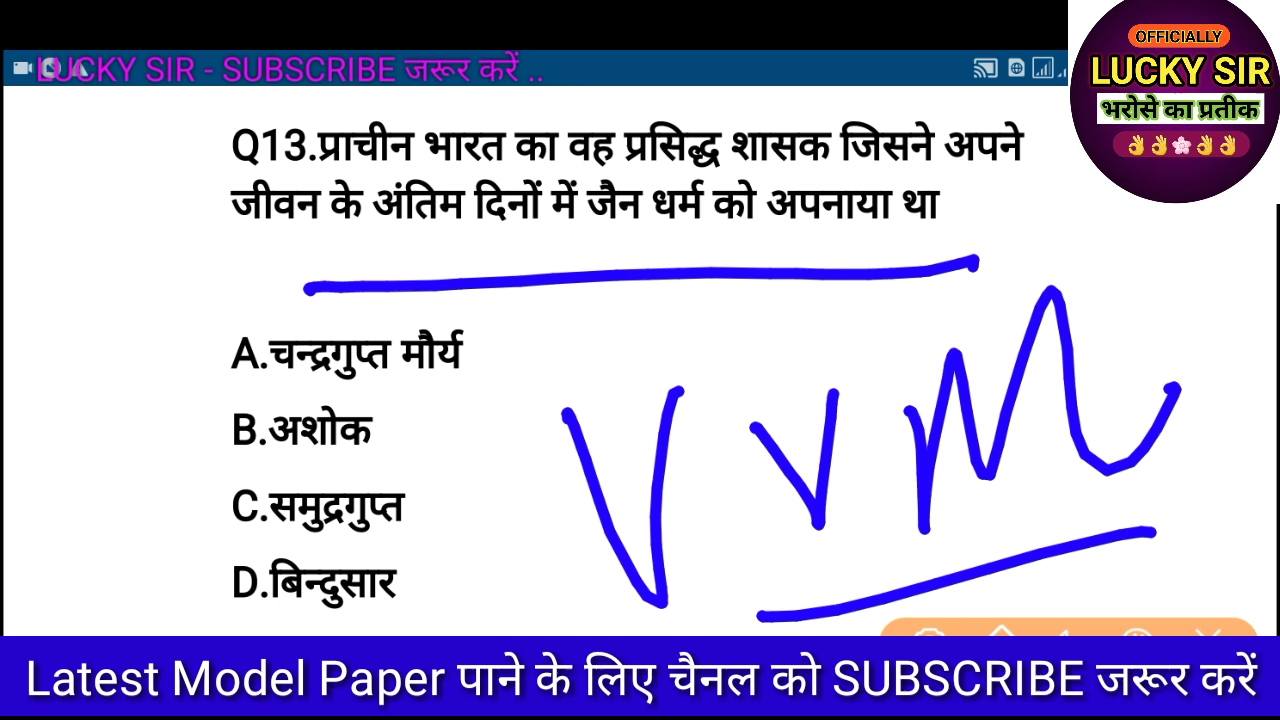 LUCKY SIR - SUBSCRIBE जरूर करें ..
OFFICIALLY
LUCKY SIR
भरोसे का प्रतीक
Q13.प्राचीन भारत का वह प्रसिद्ध शासक जिसने अपने
जीवन के अंतिम दिनों में जैन धर्म को अपनाया था
A.चन्द्रगुप्त मौर्य
B.अशोक
C.समुद्रगुप्त
D.बिन्दुसार
V V M
Latest Model Paper पाने के लिए चैनल को SUBSCRIBE जरूर करें